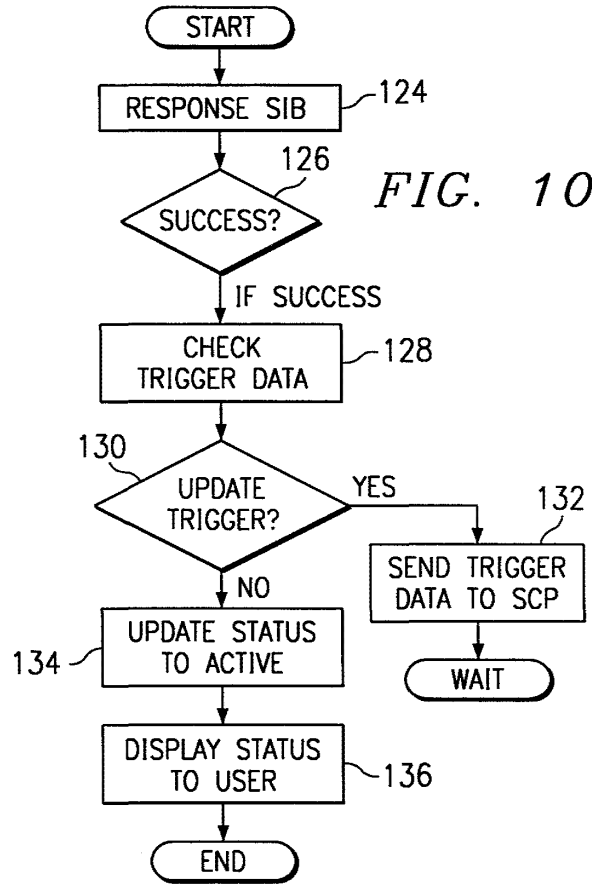 START
RESPONSE SIB
124
126
FIG. 10
SUCCESS?
IF SUCCESS
CHECK
TRIGGER DATA
128
130
UPDATE
TRIGGER?
YES
132
SEND TRIGGER
DATA TO SCP
WAIT
NO
UPDATE STATUS
TO ACTIVE
134
DISPLAY STATUS
TO USER
136
END